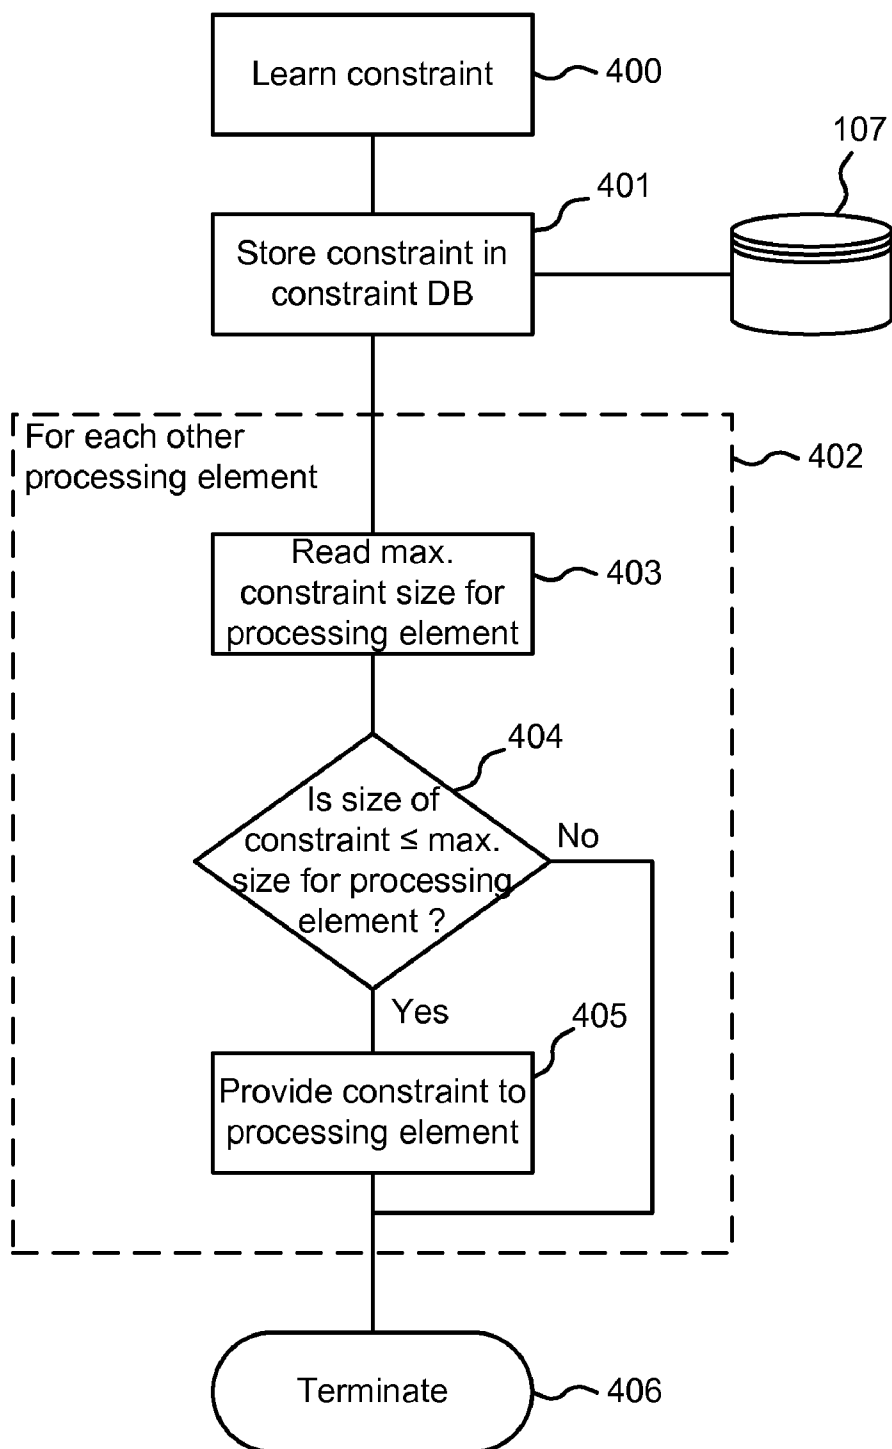 Learn constraint
400
107
401
Store constraint in
constraint DB
For each other
processing element
402
Read max.
constraint size for
processing element
403
404
Is size of
constraint ≤ max.
size for processing
element ?
No
Yes
405
Provide constraint to
processing element
Terminate
406